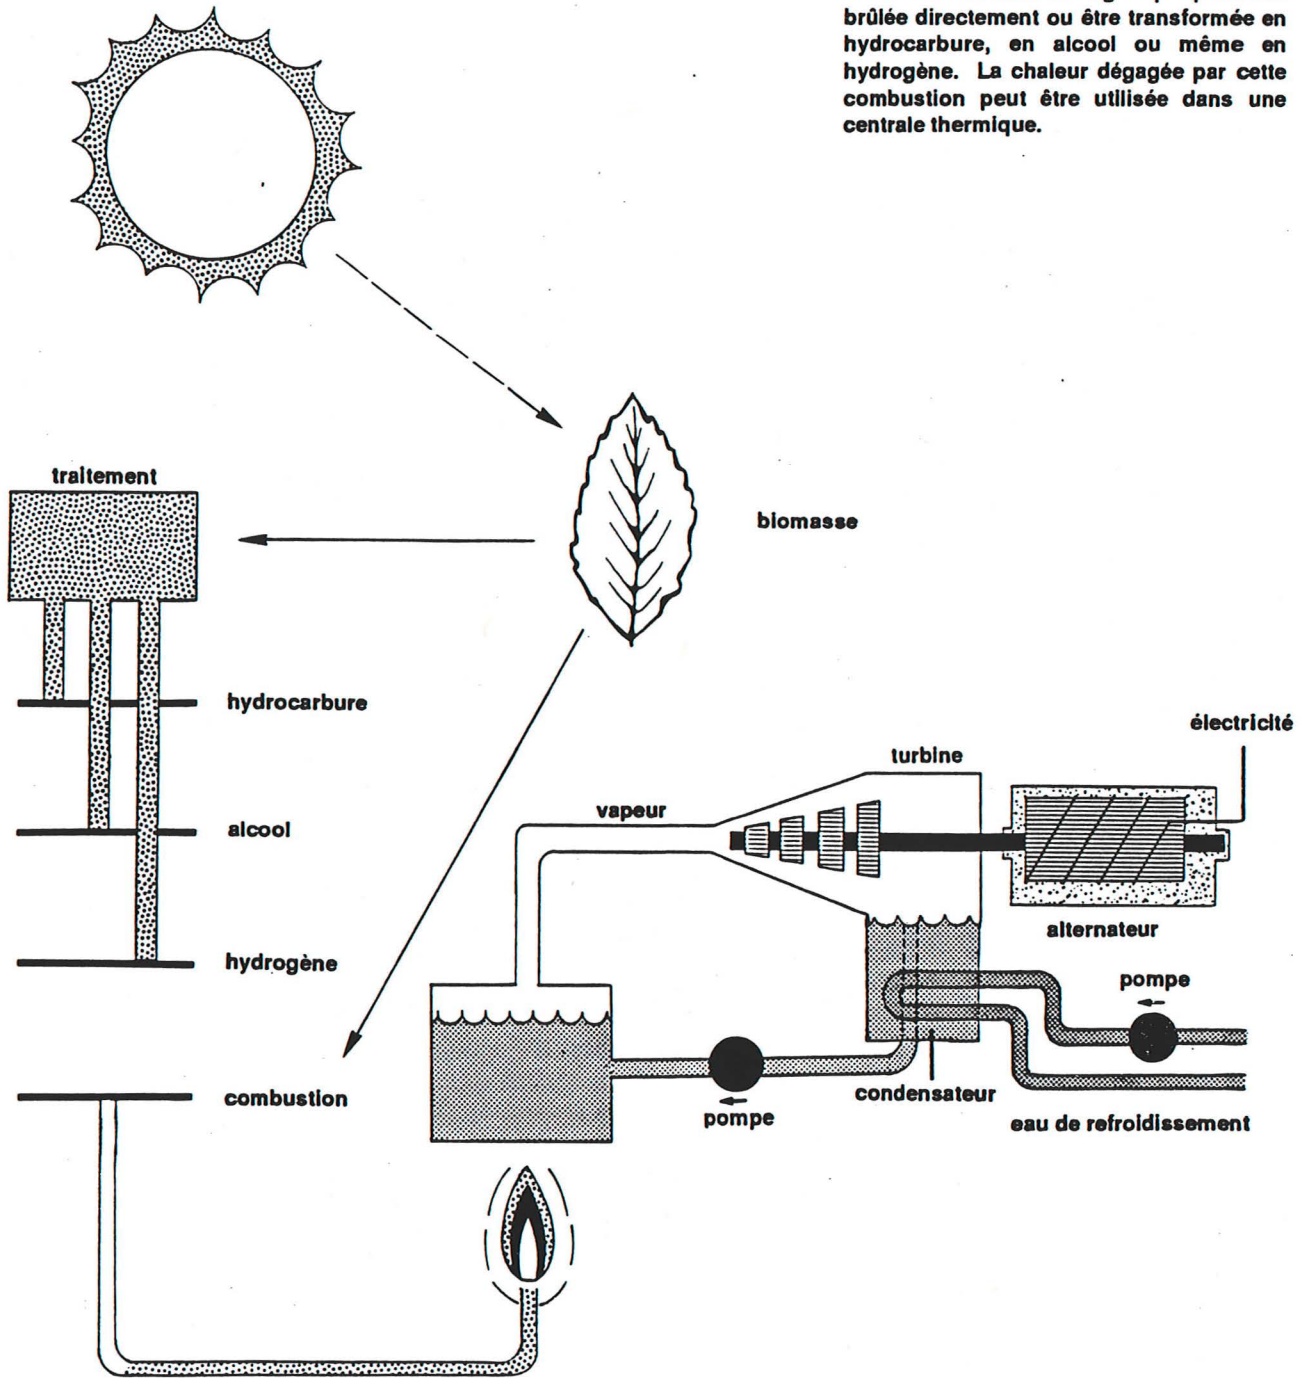 brûlée directement ou être transformée en
hydrocarbure, en alcool ou même en
hydrogène. La chaleur dégagée par cette
combustion peut être utilisée dans une
centrale thermique.
traitement
biomasse
hydrocarbure
électricité
turbine
vapeur
alcool
alternateur
hydrogène
pompe
combustion
condensateur
pompe
eau de refroidissement